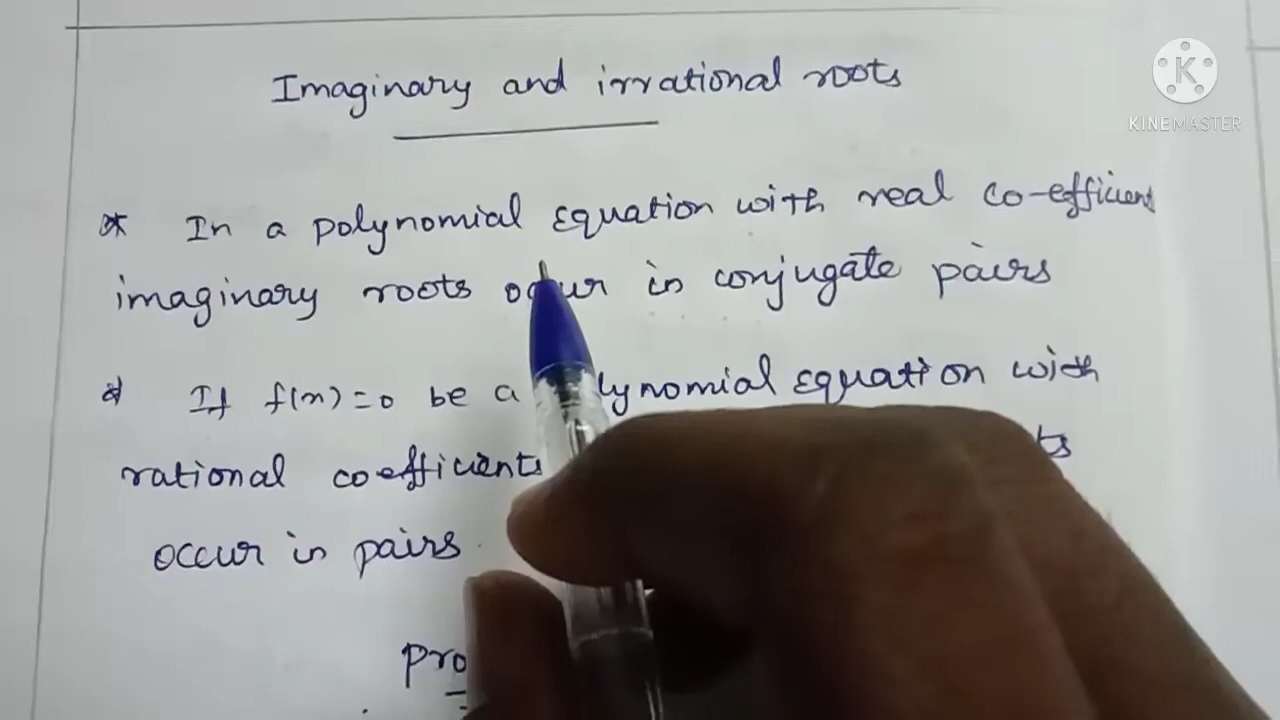 Imaginary and irrational roots
KINEMASTER
In a polynomial Equation with real co-efficient
imaginary roots occur in conjugate pairs
If f(x)=0 be a polynomial Equation with
rational coefficients
occur in pairs